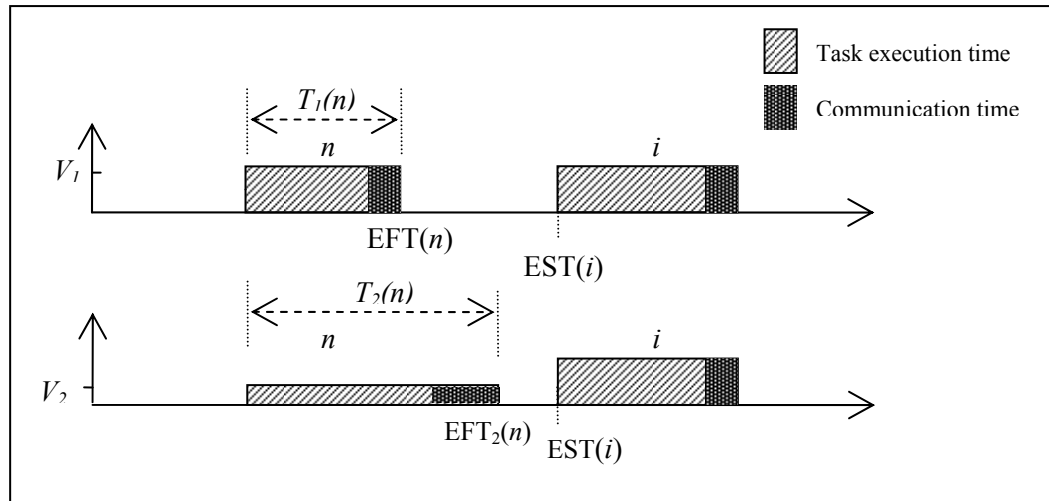 Task execution time
Communication time
T₁(n)
n
i
V₁
EFT(n)
EST(i)
T₂(n)
n
i
V₂
EFT₂(n)
EST(i)